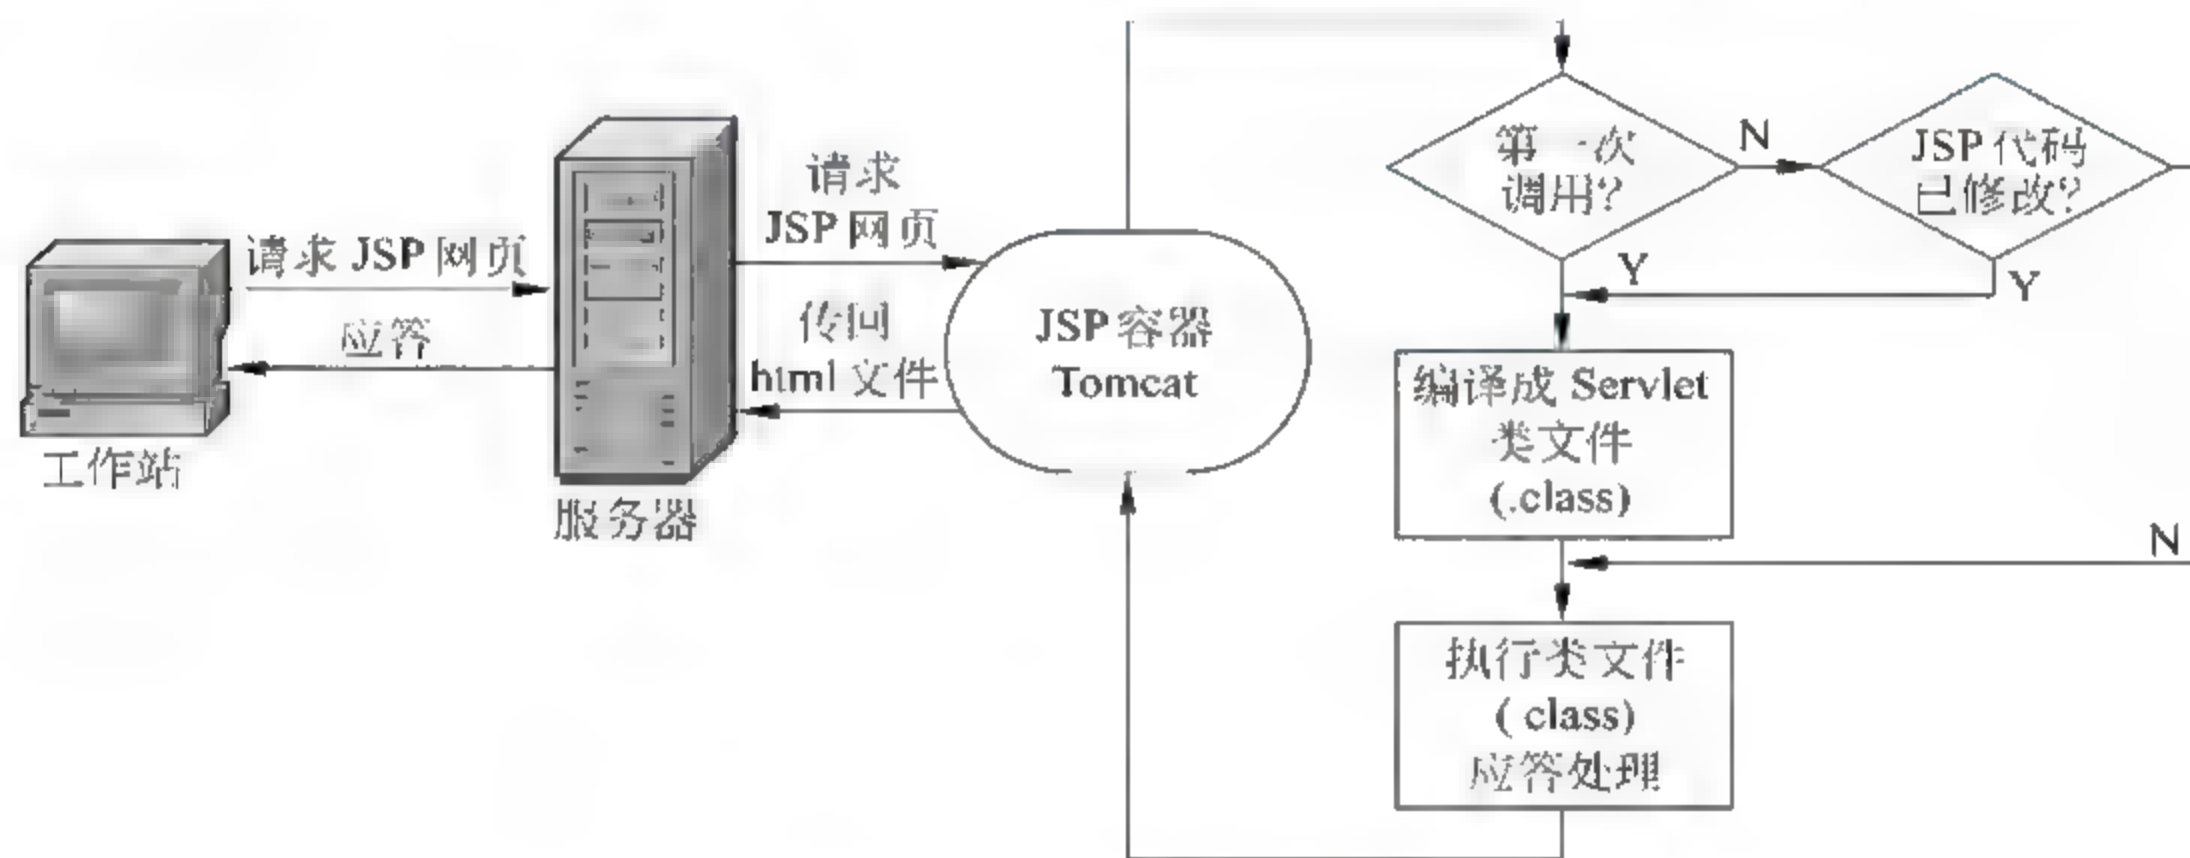 请求 JSP 网页
应答
工作站
服务器
请求
JSP 网页
传回
html 文件
JSP 容器
Tomcat
第一次
调用?
N
JSP 代码
已修改?
Y
Y
编译成 Servlet
类文件
(.class)
N
执行类文件
( class)
应答处理